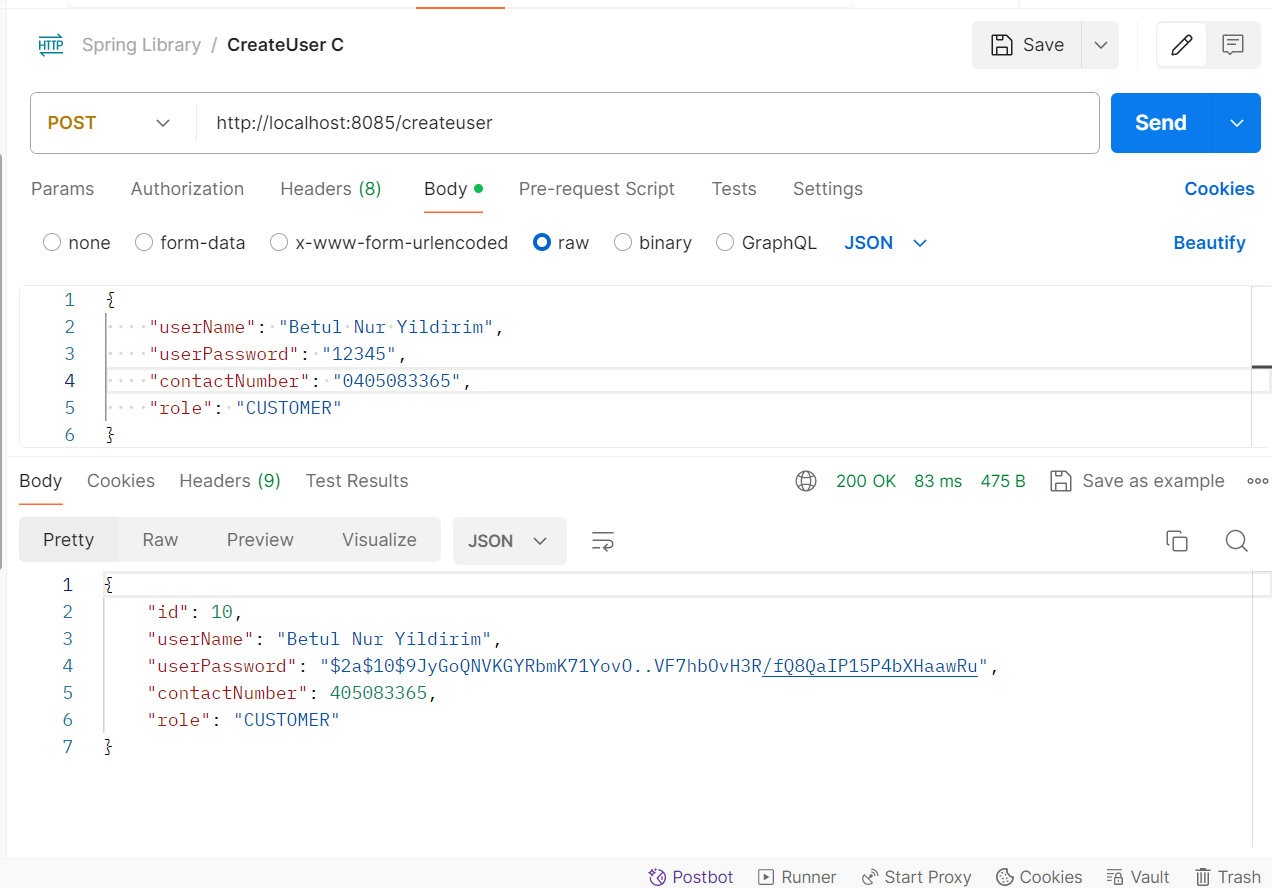 HTTP Spring Library / CreateUser C Save
POST http://localhost:8085/createuser Send
Params Authorization Headers (8) Body Pre-request Script Tests Settings Cookies
none form-data x-www-form-urlencoded raw binary GraphQL JSON Beautify
1 {
2 "userName": "Betul Nur Yildirim",
3 "userPassword": "12345",
4 "contactNumber": "0405083365",
5 "role": "CUSTOMER"
6 }
Body Cookies Headers (9) Test Results 200 OK 83 ms 475 B Save as example
Pretty Raw Preview Visualize JSON
1 {
2 "id": 10,
3 "userName": "Betul Nur Yildirim",
4 "userPassword": "$2a$10$9JyGoQNVKGYRbmK71YovO..VF7hbOvH3R/fQ8QaIP15P4bXHaawRu",
5 "contactNumber": 405083365,
6 "role": "CUSTOMER"
7 }
Postbot Runner Start Proxy Cookies Vault Trash